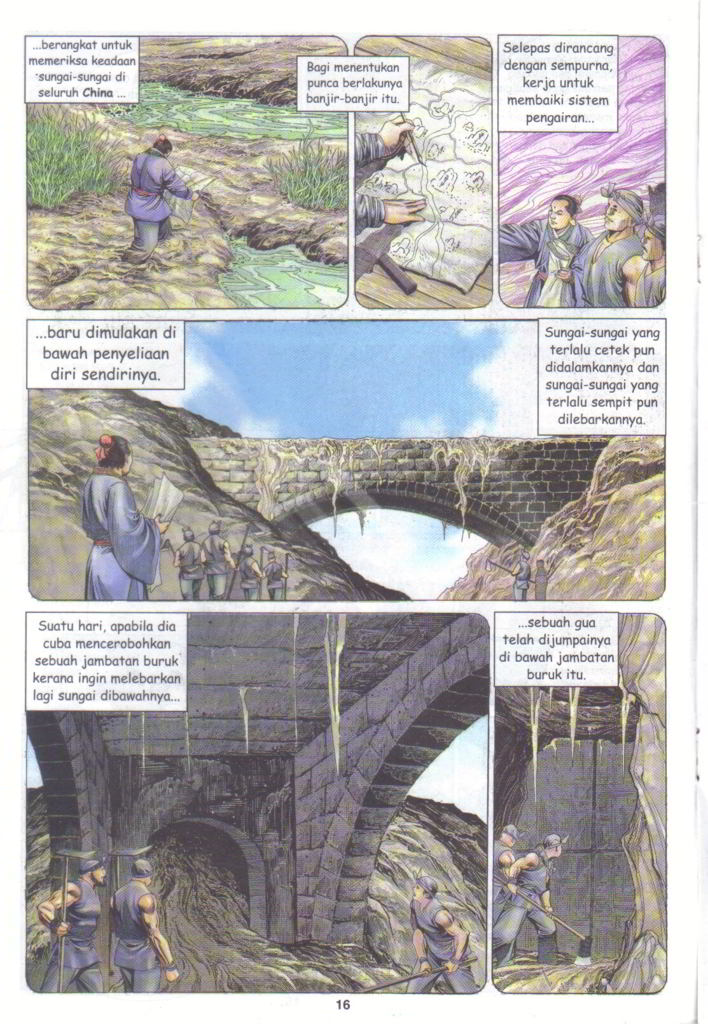 ...berangkat untuk
memeriksa keadaan
sungai-sungai di
seluruh China ...
Bagi menentukan
punca berlakunya
banjir-banjir itu.
Selepas dirancang
dengan sempurna,
kerja untuk
membaiki sistem
pengairan...
...baru dimulakan di
bawah penyeliaan
diri sendirinya.
Sungai-sungai yang
terlalu cetek pun
didalamkannya dan
sungai-sungai yang
terlalu sempit pun
dilebarkannya.
Suatu hari, apabila dia
cuba mencerobohkan
sebuah jambatan buruk
kerana ingin melebarkan
lagi sungai dibawahnya...
...sebuah gua
telah dijumpainya
di bawah jambatan
buruk itu.
16